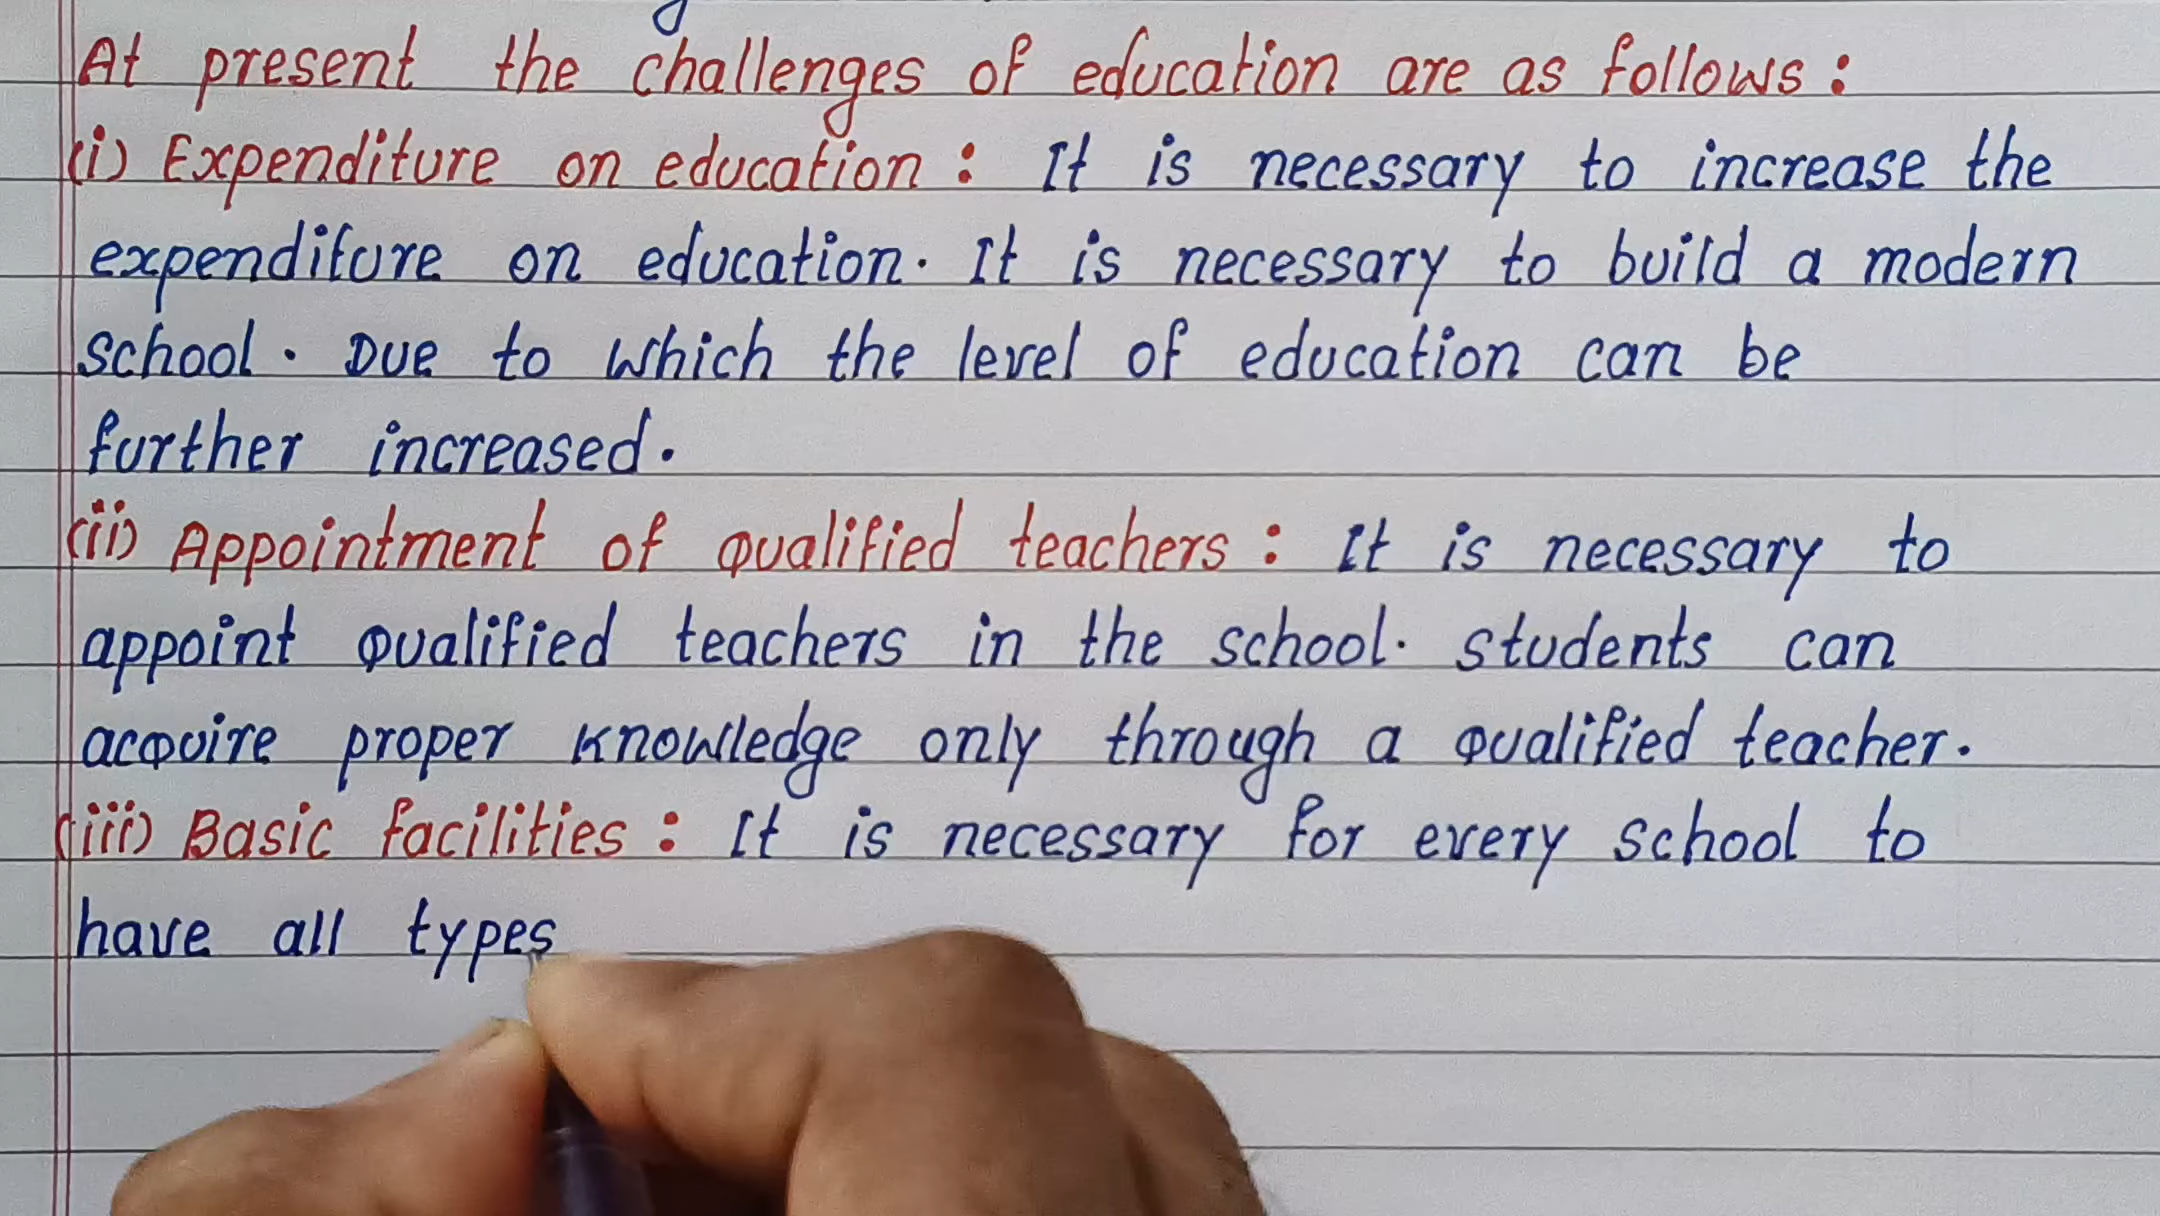 At present the challenges of education are as follows :
(i) Expenditure on education : It is necessary to increase the
expenditure on education. It is necessary to build a modern
school. Due to which the level of education can be
further increased.
(ii) Appointment of qualified teachers : It is necessary to
appoint qualified teachers in the school. students can
acquire proper knowledge only through a qualified teacher.
(iii) Basic facilities : It is necessary for every school to
have all types